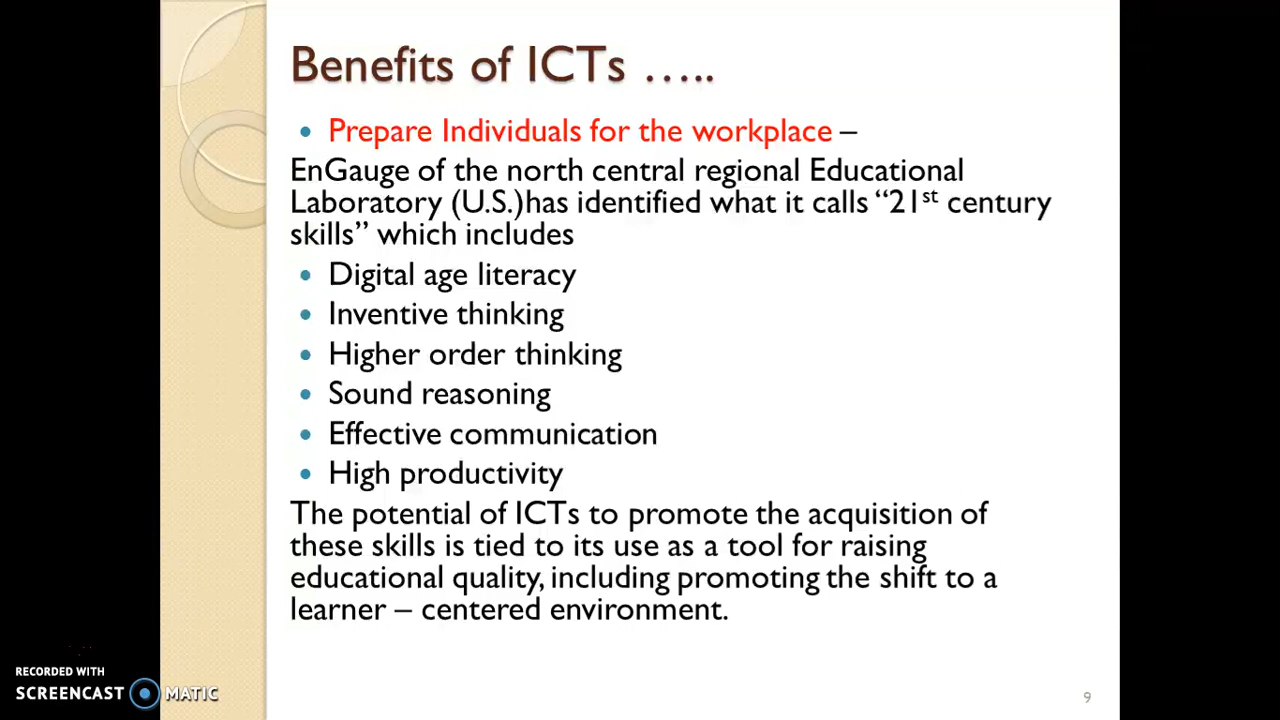 Benefits of ICTs …..
• Prepare Individuals for the workplace –
EnGauge of the north central regional Educational
Laboratory (U.S.)has identified what it calls “21st century
skills” which includes
• Digital age literacy
• Inventive thinking
• Higher order thinking
• Sound reasoning
• Effective communication
• High productivity
The potential of ICTs to promote the acquisition of
these skills is tied to its use as a tool for raising
educational quality, including promoting the shift to a
learner – centered environment.
RECORDED WITH
SCREENCAST MATIC
9